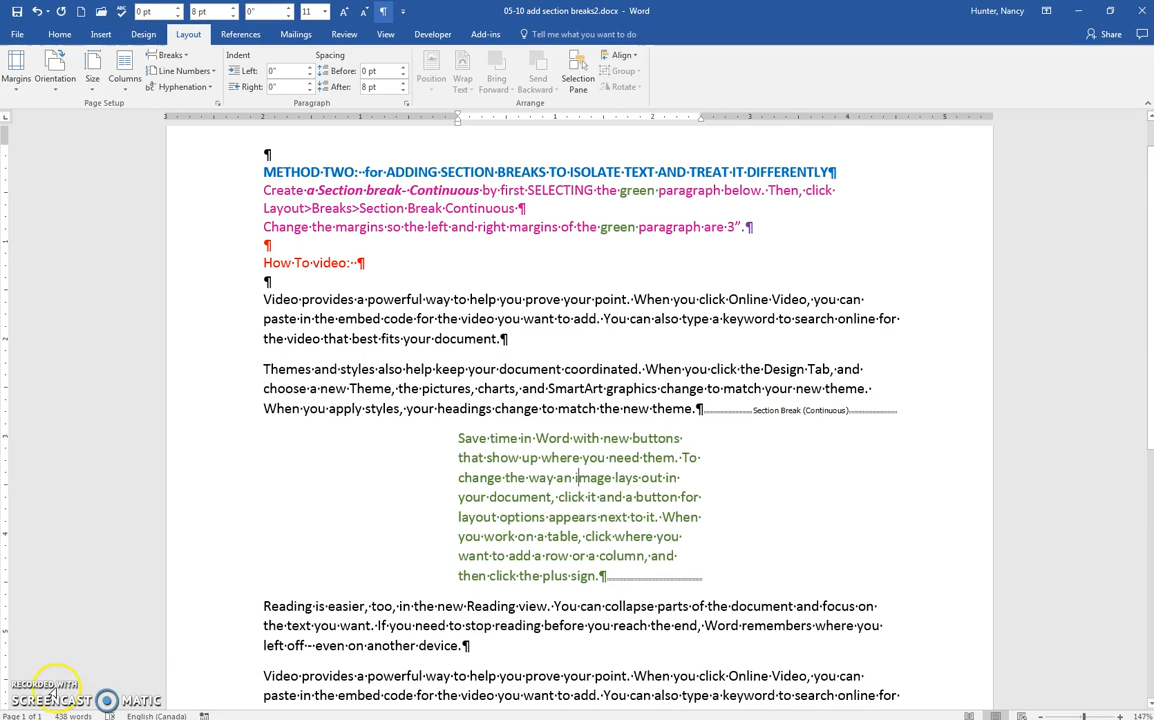 0 pt 8 pt 0" 11 A A ¶ 05-10 add section breaks2.docx - Word Hunter, Nancy
File Home Insert Design Layout References Mailings Review View Developer Add-ins Tell me what you want to do Share
Margins Orientation Size Columns Breaks Line Numbers Hyphenation
Indent Left: 0" Right: 0"
Spacing Before: 0 pt After: 8 pt
Position Wrap Text Bring Forward Send Backward Selection Pane Align Group Rotate
Page Setup Paragraph Arrange
3 2 1 1 2 3 4 5
¶
METHOD TWO: for ADDING SECTION BREAKS TO ISOLATE TEXT AND TREAT IT DIFFERENTLY¶
Create a Section break- Continuous by first SELECTING the green paragraph below. Then, click
Layout>Breaks>Section Break Continuous ¶
Change the margins so the left and right margins of the green paragraph are 3”.¶
¶
How To video: ¶
¶
Video provides a powerful way to help you prove your point. When you click Online Video, you can
paste in the embed code for the video you want to add. You can also type a keyword to search online for
the video that best fits your document.¶
Themes and styles also help keep your document coordinated. When you click the Design Tab, and
choose a new Theme, the pictures, charts, and SmartArt graphics change to match your new theme.
When you apply styles, your headings change to match the new theme.¶ Section Break (Continuous)
Save time in Word with new buttons
that show up where you need them. To
change the way an image lays out in
your document, click it and a button for
layout options appears next to it. When
you work on a table, click where you
want to add a row or a column, and
then click the plus sign.¶
Reading is easier, too, in the new Reading view. You can collapse parts of the document and focus on
the text you want. If you need to stop reading before you reach the end, Word remembers where you
left off -- even on another device.¶
Video provides a powerful way to help you prove your point. When you click Online Video, you can
paste in the embed code for the video you want to add. You can also type a keyword to search online for
RECORDED WITH
SCREENCAST MATIC
Page 1 of 1 438 words English (Canada) 147%